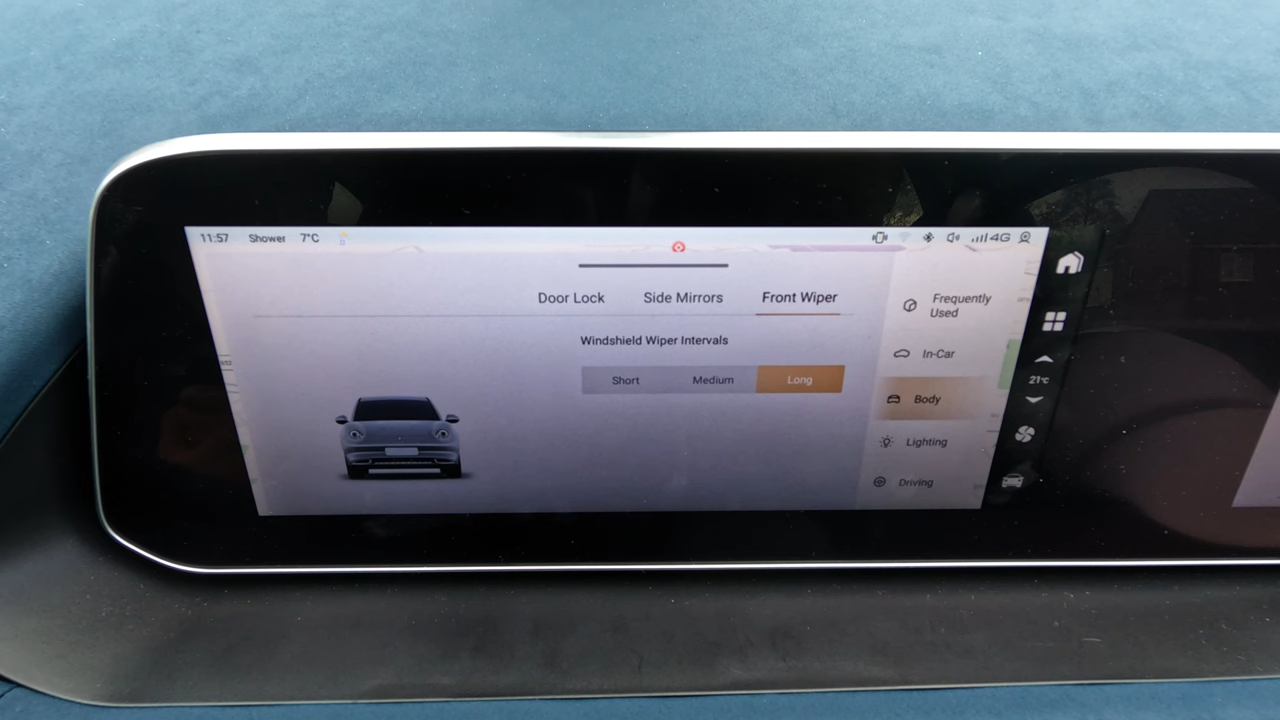 11:57 Shower 7°C 4G
Door Lock Side Mirrors Front Wiper
Windshield Wiper Intervals
Short Medium Long
Frequently
Used
In-Car
Body
Lighting
Driving
21°C